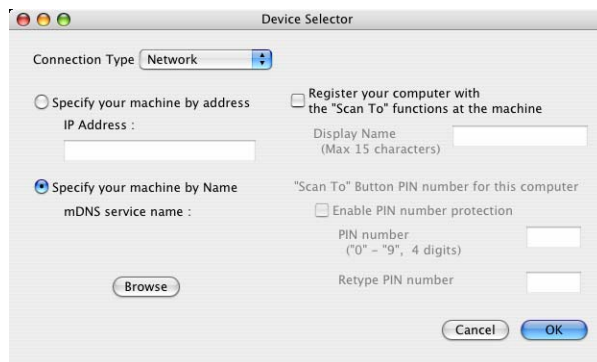 Device Selector
Connection Type Network
Specify your machine by address
IP Address :
Specify your machine by Name
mDNS service name :
Browse
Register your computer with
the "Scan To" functions at the machine
Display Name
(Max 15 characters)
"Scan To" Button PIN number for this computer
Enable PIN number protection
PIN number
("0" – "9", 4 digits)
Retype PIN number
Cancel OK